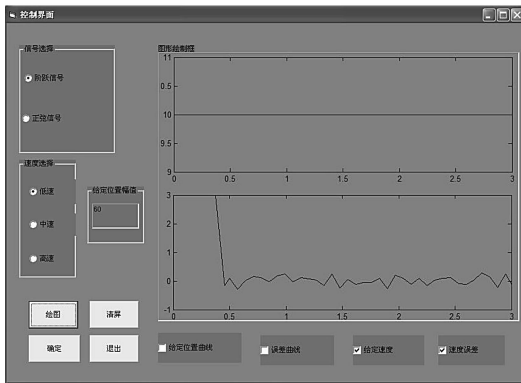 控制界面
信号选择
阶跃信号
正弦信号
速度选择
低速
中速
高速
给定位置幅值
60
绘图
清屏
确定
退出
图形绘制框
11
10.5
10
9.5
9
0 0.5 1 1.5 2 2.5 3
3
2
1
0
-1
0 0.5 1 1.5 2 2.5 3
给定位置曲线
误差曲线
给定速度
速度误差